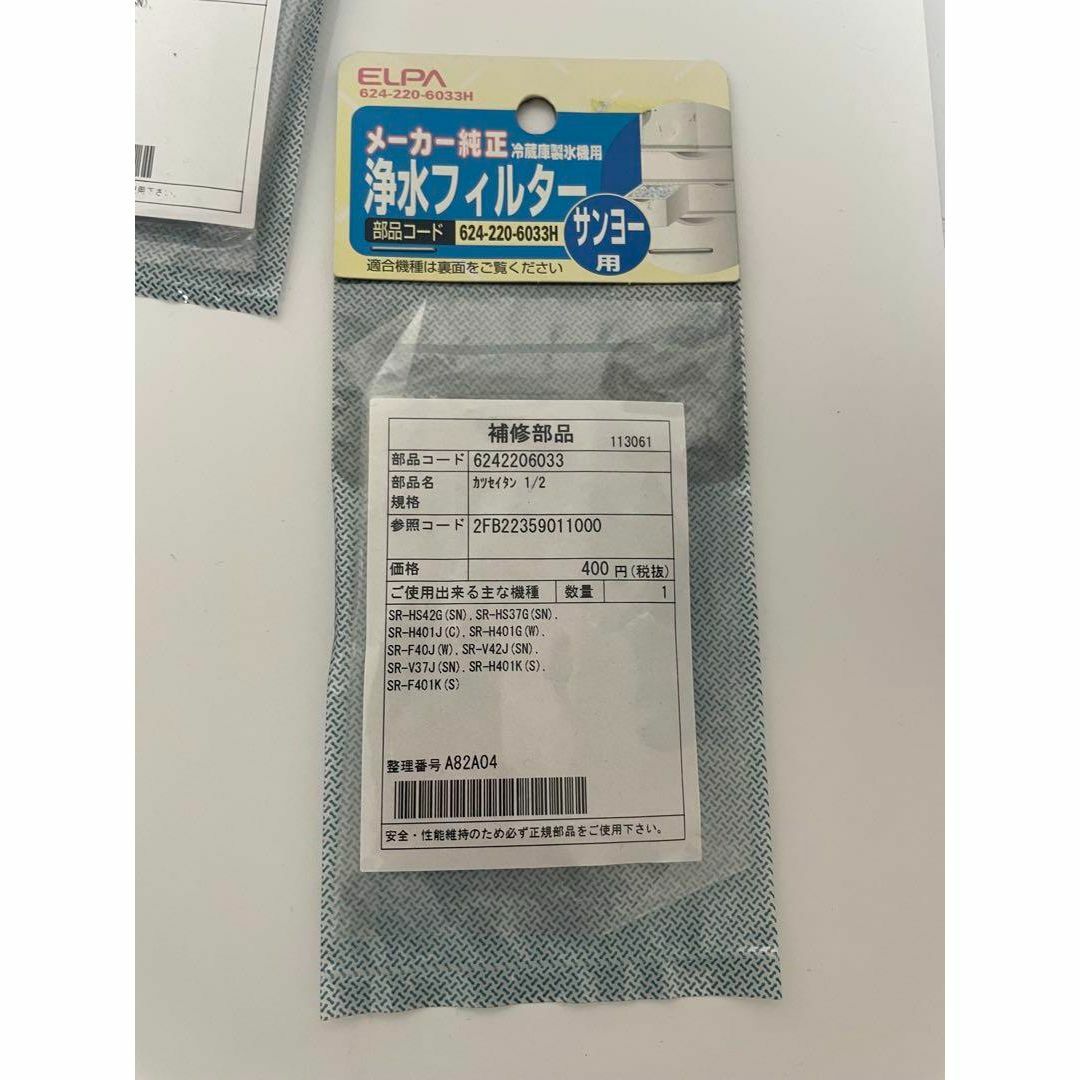 SN).
用下さい。
ELPA
624-220-6033H
メーカー純正 冷蔵庫製氷機用
浄水フィルター
部品コード 624-220-6033H
サンヨー
用
適合機種は裏面をご覧ください
補修部品 113061
部品コード 6242206033
部品名 カツセイタン 1/2
規格
参照コード 2FB22359011000
価格 400 円(税抜)
ご使用出来る主な機種 数量 1
SR-HS42G(SN), SR-HS37G(SN),
SR-H401J(C), SR-H401G(W),
SR-F40J(W), SR-V42J(SN),
SR-V37J(SN), SR-H401K(S),
SR-F401K(S)
整理番号 A82A04
安全・性能維持のため必ず正規部品をご使用下さい。